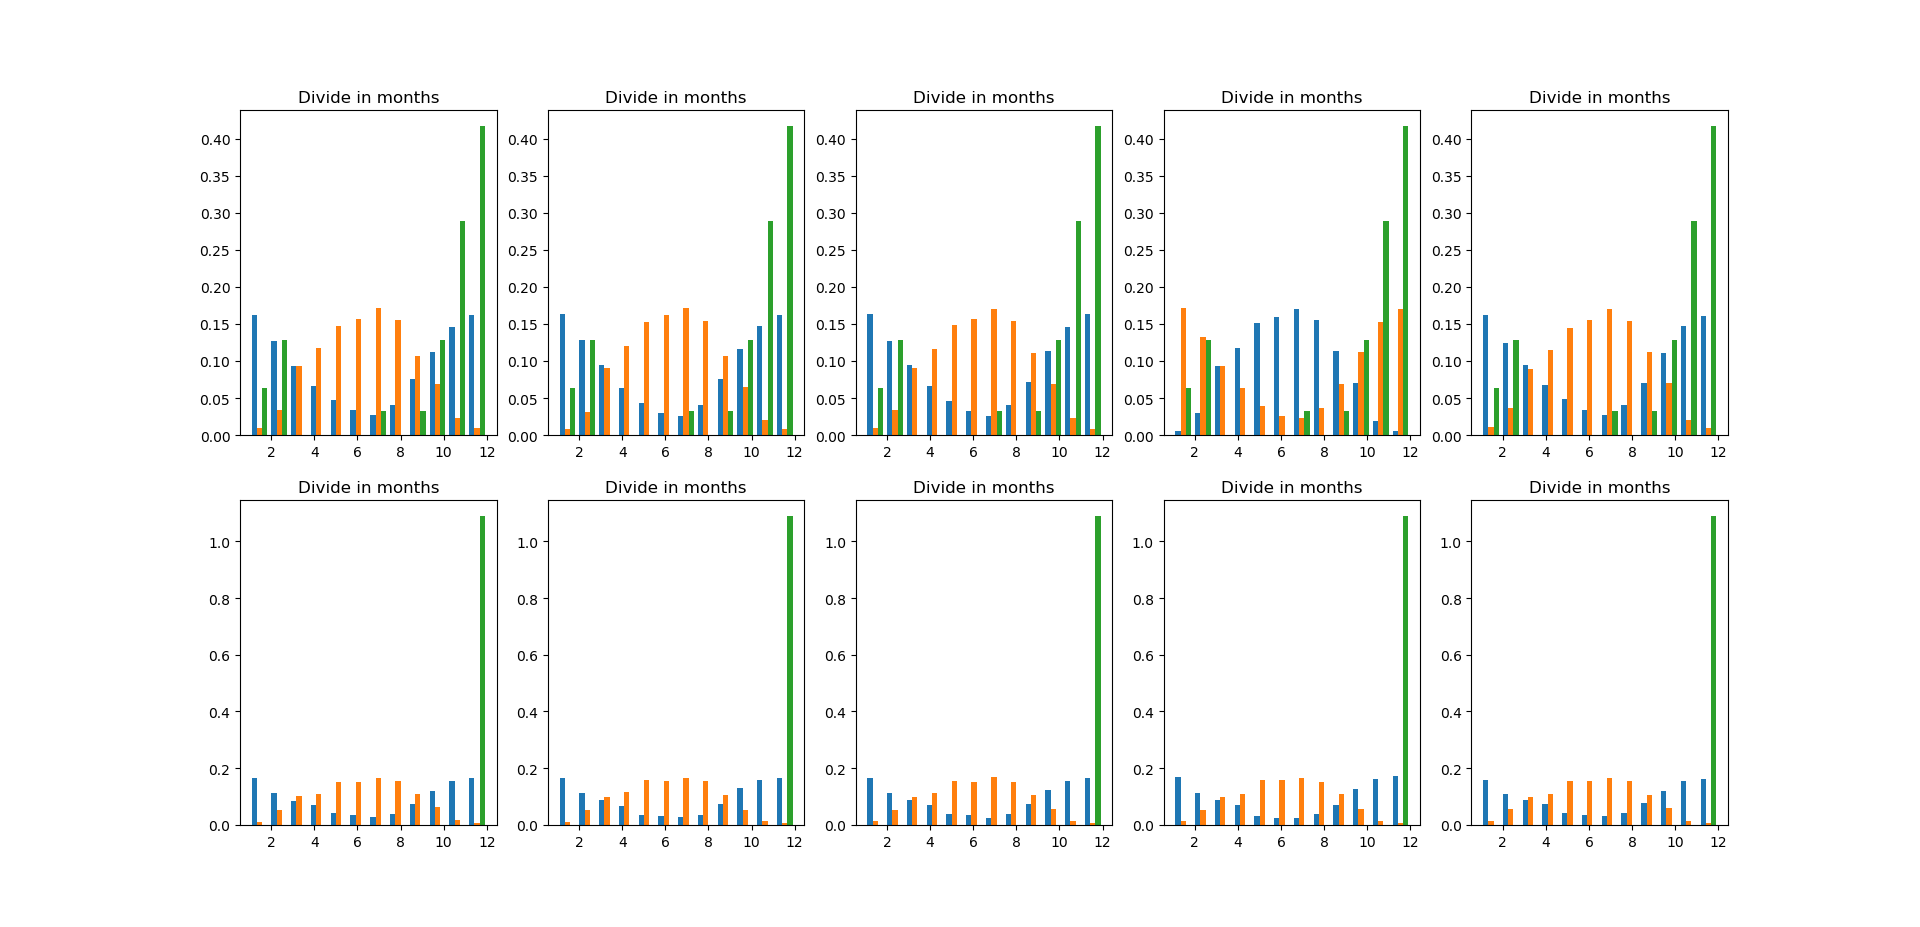 Divide in months Divide in months Divide in months Divide in months Divide in months
0.40 0.40 0.40 0.40 0.40
0.35 0.35 0.35 0.35 0.35
0.30 0.30 0.30 0.30 0.30
0.25 0.25 0.25 0.25 0.25
0.20 0.20 0.20 0.20 0.20
0.15 0.15 0.15 0.15 0.15
0.10 0.10 0.10 0.10 0.10
0.05 0.05 0.05 0.05 0.05
0.00 0.00 0.00 0.00 0.00
2 4 6 8 10 12 2 4 6 8 10 12 2 4 6 8 10 12 2 4 6 8 10 12 2 4 6 8 10 12
Divide in months Divide in months Divide in months Divide in months Divide in months
1.0 1.0 1.0 1.0 1.0
0.8 0.8 0.8 0.8 0.8
0.6 0.6 0.6 0.6 0.6
0.4 0.4 0.4 0.4 0.4
0.2 0.2 0.2 0.2 0.2
0.0 0.0 0.0 0.0 0.0
2 4 6 8 10 12 2 4 6 8 10 12 2 4 6 8 10 12 2 4 6 8 10 12 2 4 6 8 10 12